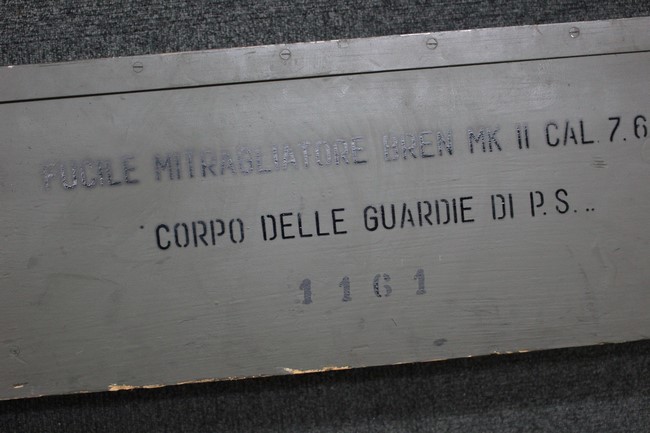 FUCILE MITRAGLIATORE BREN MK II CAL. 7.6
CORPO DELLE GUARDIE DI P. S...
1161